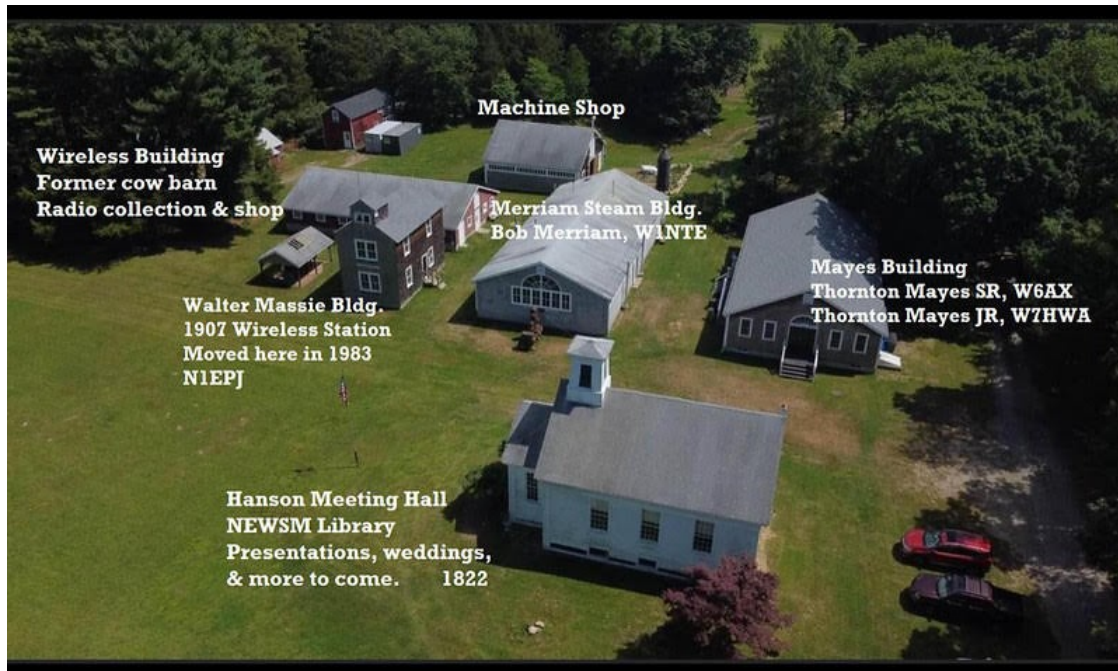 Machine Shop
Wireless Building
Former cow barn
Radio collection & shop
Merriam Steam Bldg.
Bob Merriam, W1NTE
Mayes Building
Thornton Mayes SR, W6AX
Thornton Mayes JR, W7HWA
Walter Massie Bldg.
1907 Wireless Station
Moved here in 1983
N1EPJ
Hanson Meeting Hall
NEWSM Library
Presentations, weddings,
& more to come. 1822